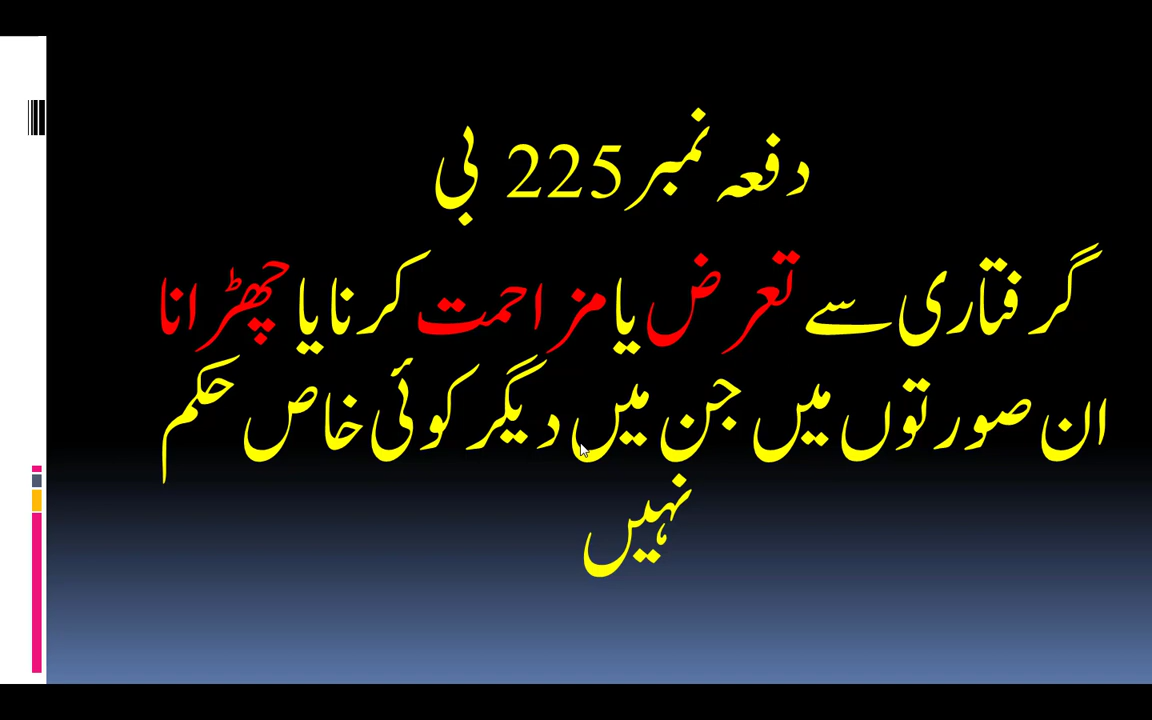 دفعہ نمبر 225 بی
گرفتاری سے تعرض یا مزاحمت کرنا یا چھڑانا
ان صورتوں میں جن میں دیگر کوئی خاص حکم
نہیں